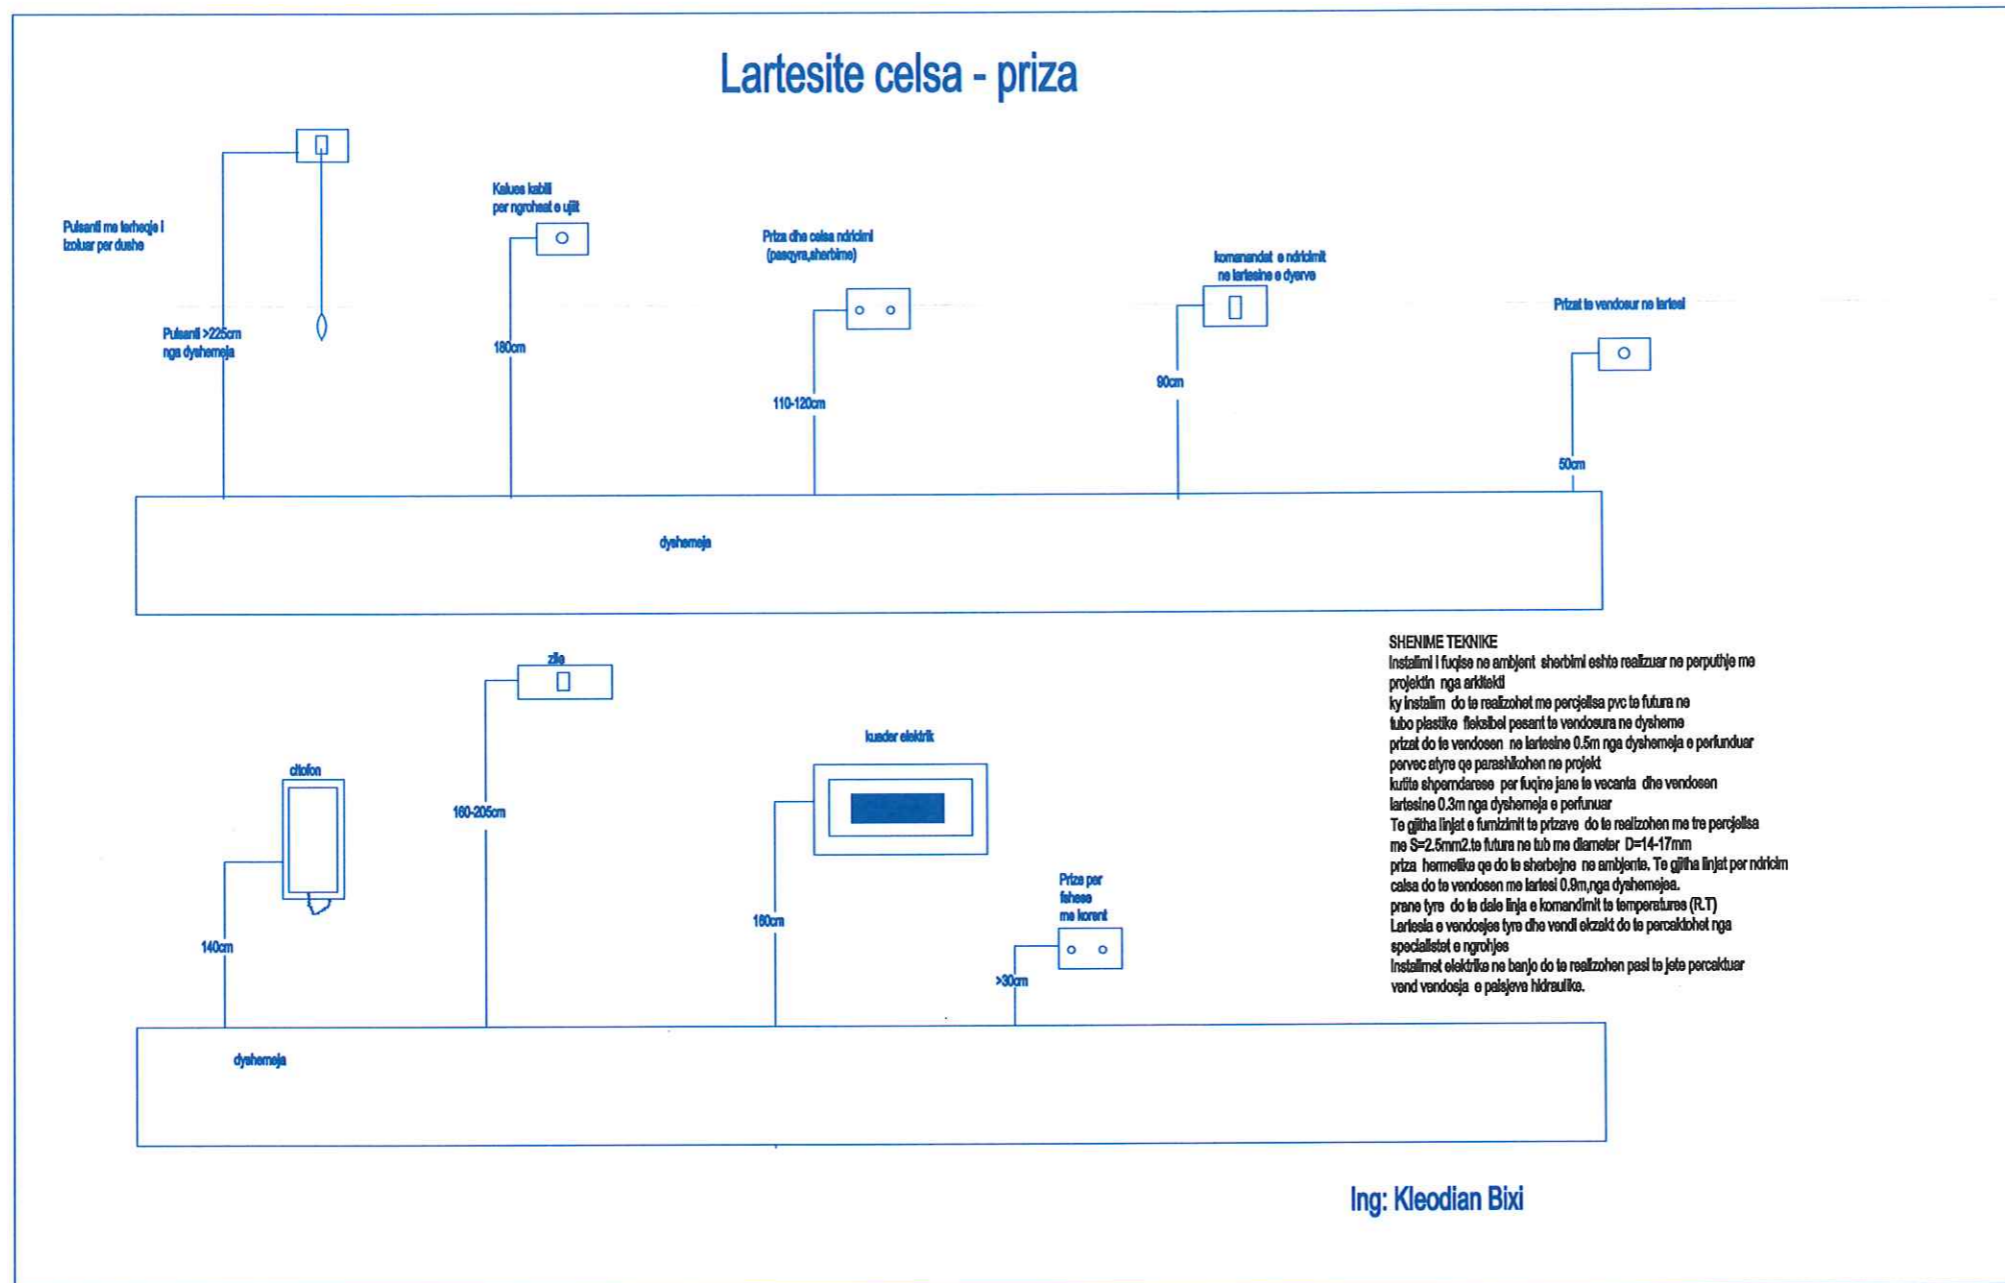 Lartesite celsa - priza
Pulsanti me terheqje i
izoluar per dushe
Pulsanti >225cm
nga dyshemeja
Kalues kablli
per ngrohsat e ujit
180cm
Priza dhe celsa ndricimi
(pasqyra,sherbime)
110-120cm
komanandat e ndricimit
ne lartesine e dyerve
90cm
Prizat te vendosur ne lartesi
50cm
dyshemeja
zile
160-205cm
citofon
140cm
kuader elektrik
160cm
Prize per
fshese
me korent
>30cm
dyshemeja
SHENIME TEKNIKE
Instalimi i fuqise ne ambjent sherbimi eshte realizuar ne perputhje me
projektin nga arkitekti
ky instalim do te realizohet me percjellsa pvc te futura ne
tubo plastike fleksibel pesant te vendosura ne dysheme
prizat do te vendosen ne lartesine 0.5m nga dyshemeja e perfunduar
pervec atyre qe parashikohen ne projekt
kutite shperndarese per fuqine jane te vecanta dhe vendosen
lartesine 0.3m nga dyshemeja e perfunuar
Te gjitha linjat e furnizimit te prizave do te realizohen me tre percjellsa
me S=2.5mm2.te futura ne tub me diameter D=14-17mm
priza hermetike qe do te sherbejne ne ambjente. Te gjitha linjat per ndricim
calsa do te vendosen me lartesi 0.9m,nga dyshemejea.
prane tyre do te dale linja e komandimit te temperatures (R.T)
Lartesia e vendosjes tyre dhe vendi ekzakt do te percaktohet nga
specialistet e ngrohjes
Instalimet elektrike ne banjo do te realizohen pasi te jete percaktuar
vend vendosja e paisjeve hidraulike.
Ing: Kleodian Bixi